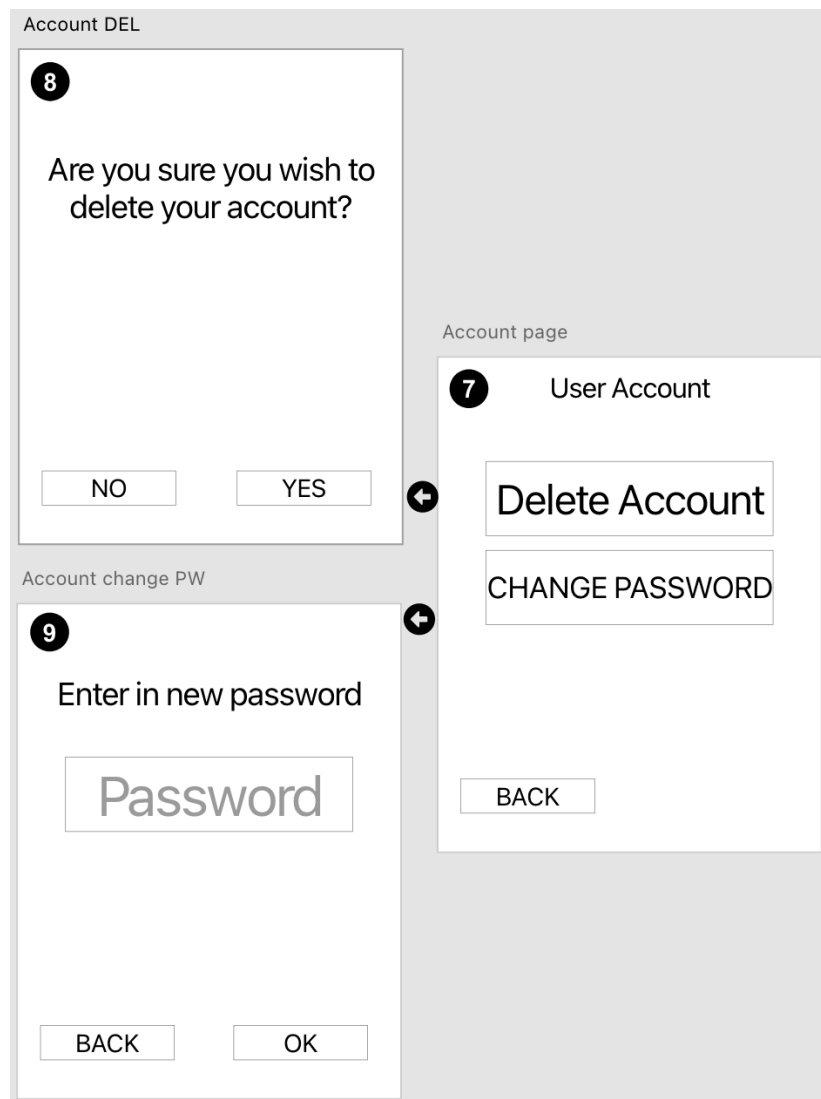 Account DEL
8
Are you sure you wish to
delete your account?
NO
YES
Account page
7
User Account
Delete Account
CHANGE PASSWORD
BACK
Account change PW
9
Enter in new password
Password
BACK
OK